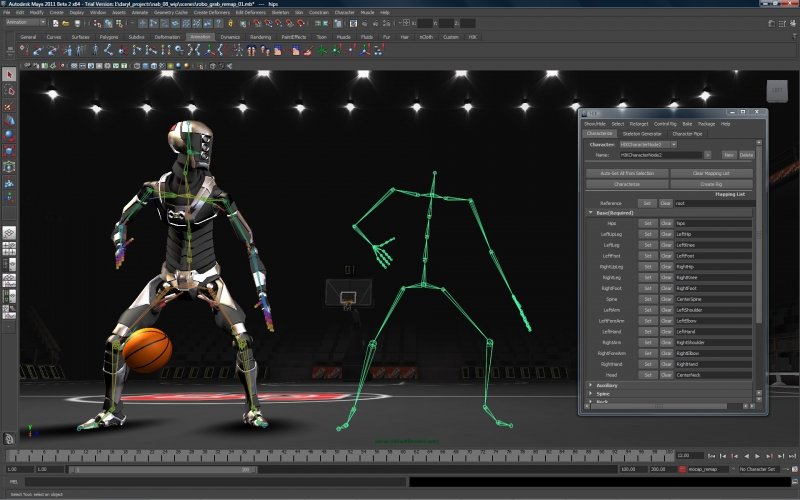 Autodesk Maya 2011 Beta 2 x64 - Trial Version: I:\daryl_projects\nab_08_wip\scenes\robo_grab_remap_01.mb* --- hips
File Edit Modify Create Display Window Assets Animate Geometry Cache Create Deformers Edit Deformers Skeleton Skin Constrain Character Muscle Help
Animation
General Curves Surfaces Polygons Subdivs Deformation Animation Dynamics Rendering PaintEffects Toon Muscle Fluids Fur Hair nCloth Custom HIK
LEFT
HIK
Show/Hide Select Retarget Control Rig Bake Package Help
Characterize Skeleton Generator Character Pipe
Character: HIKCharacterNode2
Name: HIKCharacterNode2 New Delete
Auto-Set All from Selection Clear Mapping List
Characterize Create Rig
Mapping List
Reference Set Clear root
Base(Required)
Hips Set Clear hips
LeftUpLeg Set Clear LeftHip
LeftLeg Set Clear LeftKnee
LeftFoot Set Clear LeftFoot
RightUpLeg Set Clear RightHip
RightLeg Set Clear RightKnee
RightFoot Set Clear RightFoot
Spine Set Clear CenterSpine
LeftArm Set Clear LeftShoulder
LeftForeArm Set Clear LeftElbow
LeftHand Set Clear LeftHand
RightArm Set Clear RightShoulder
RightForeArm Set Clear RightElbow
RightHand Set Clear RightHand
Head Set Clear CenterNeck
Auxiliary
Spine
Neck
12.00
1.00 1.00 100.00 300.00 mocap_remap No Character Set
MEL
Select Tool: select an object